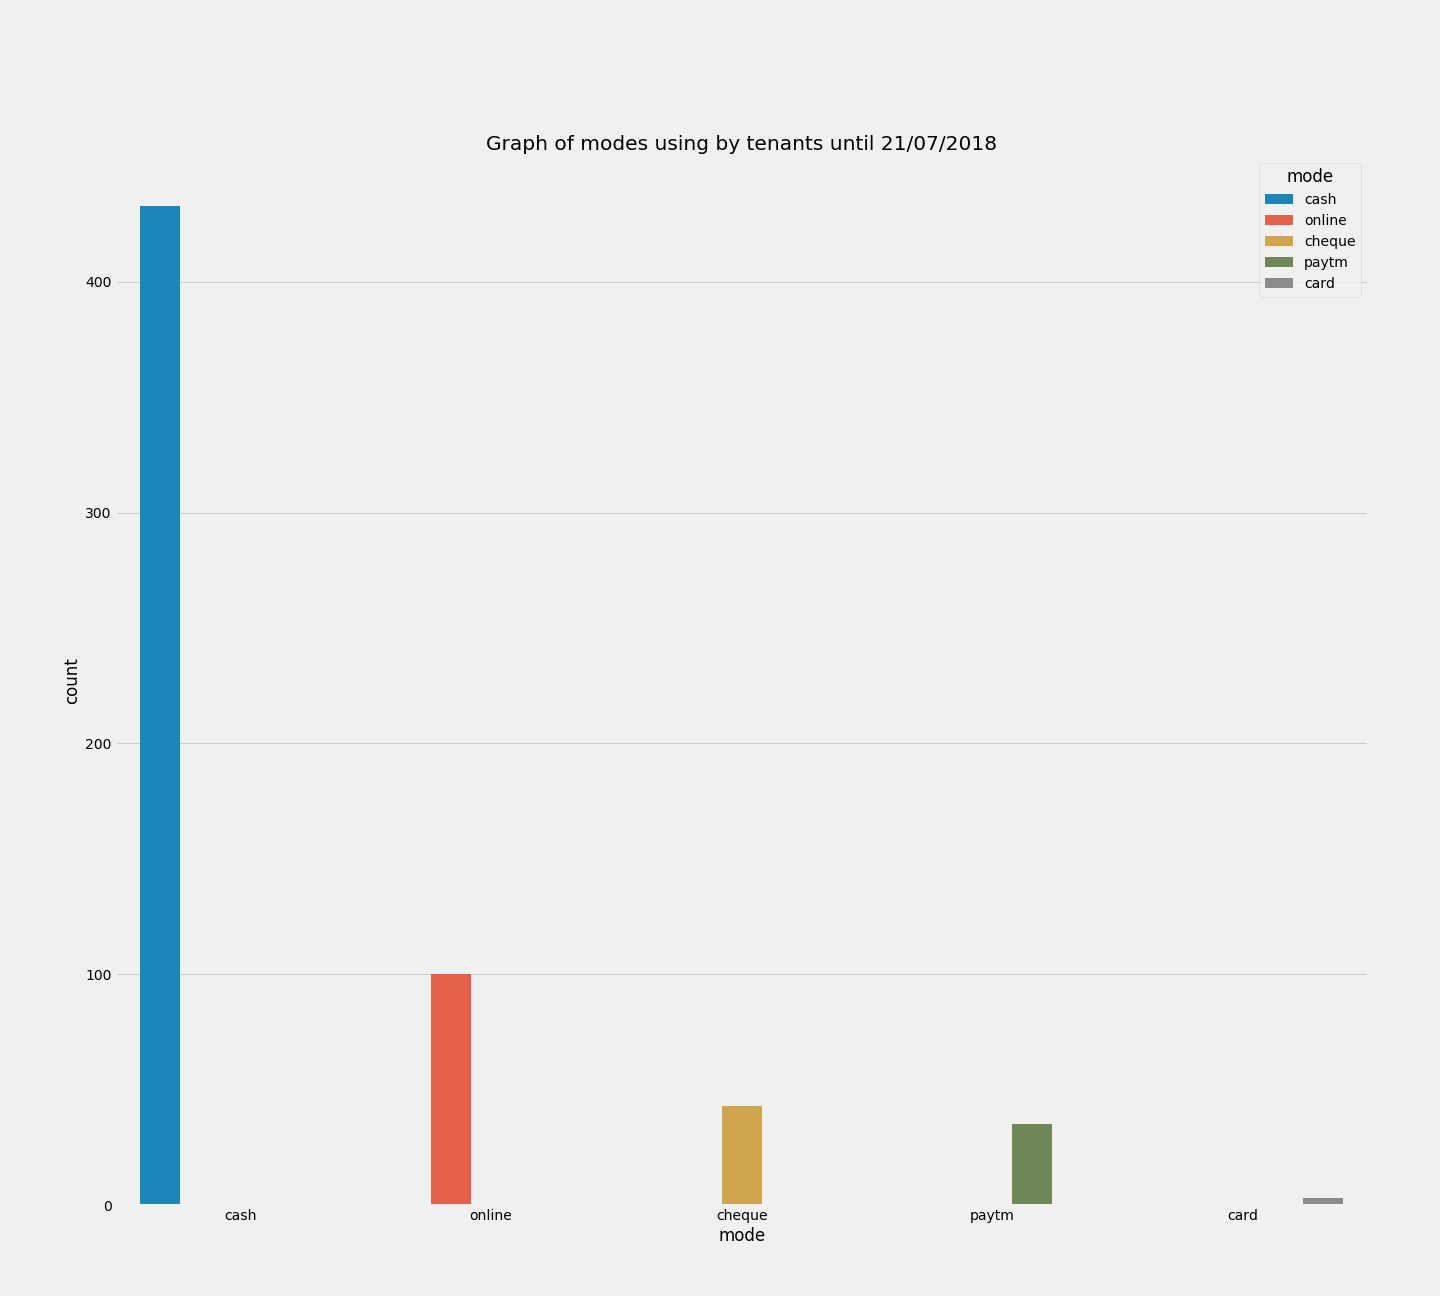 Graph of modes using by tenants until 21/07/2018
mode
cash
online
cheque
paytm
card
400
300
200
100
0
count
cash online cheque paytm card
mode